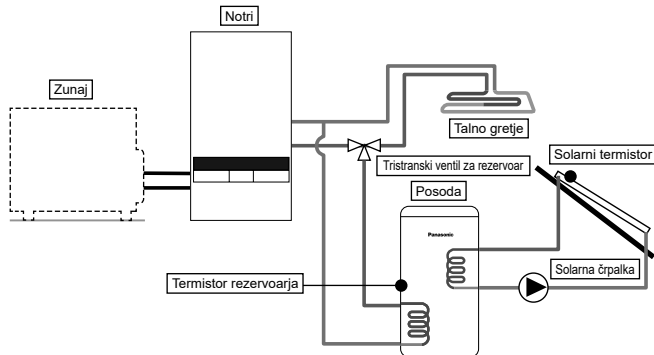 Notri
Zunaj
Talno gretje
Solarni termistor
Tristranski ventil za rezervoar
Posoda
Panasonic
Termistor rezervoarja
Solarna črpalka